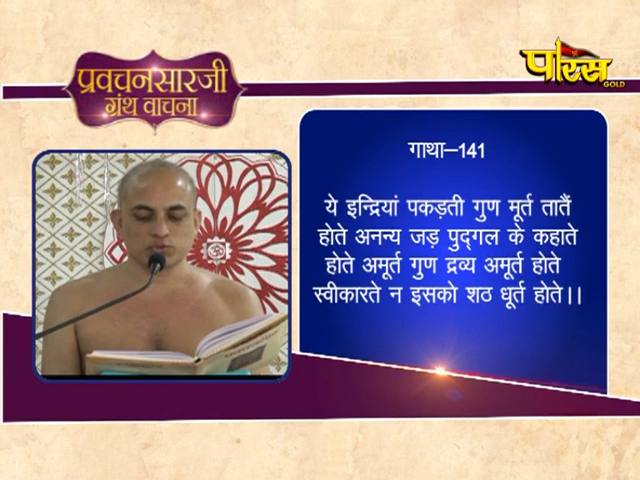 प्रवचनसारजी
ग्रंथ वाचना
पारस
GOLD
गाथा–141
ये इन्द्रियां पकड़ती गुण मूर्त तातैं
होते अनन्य जड़ पुद्गल के कहाते
होते अमूर्त गुण द्रव्य अमूर्त होते
स्वीकारते न इसको शठ धूर्त होते।।